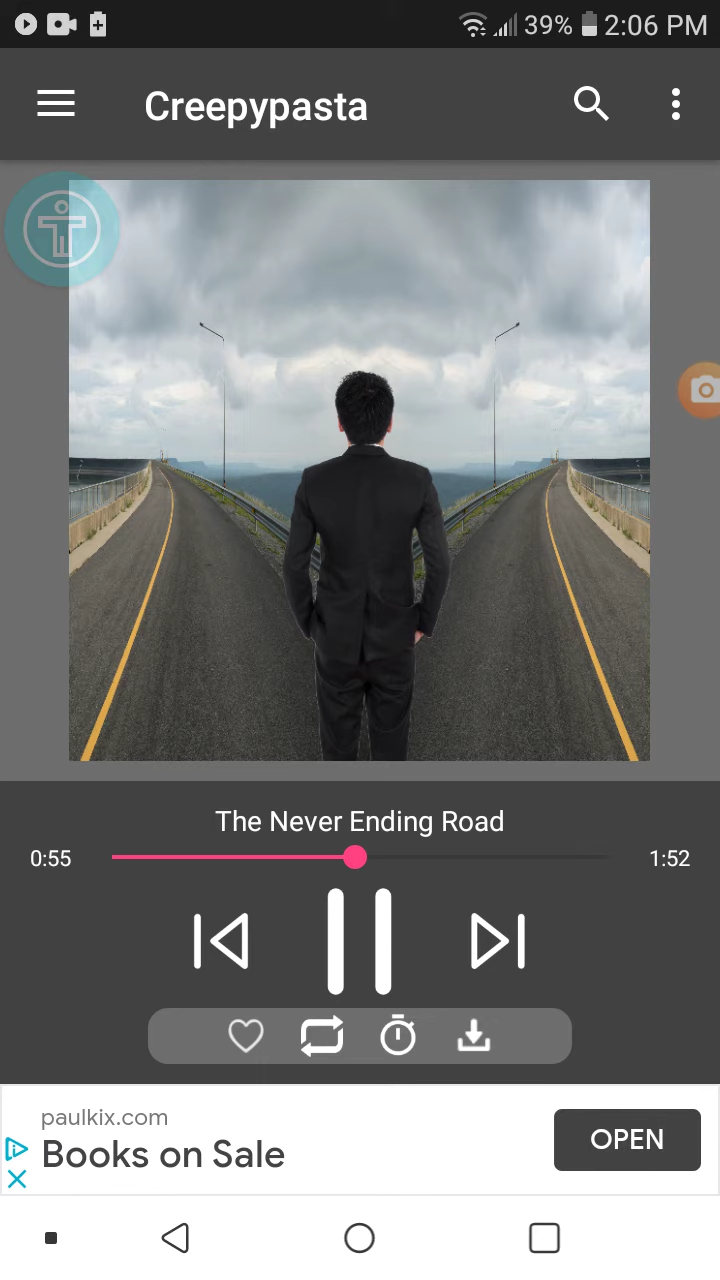 39% 2:06 PM
Creepypasta
The Never Ending Road
0:55 1:52
paulkix.com
Books on Sale
OPEN